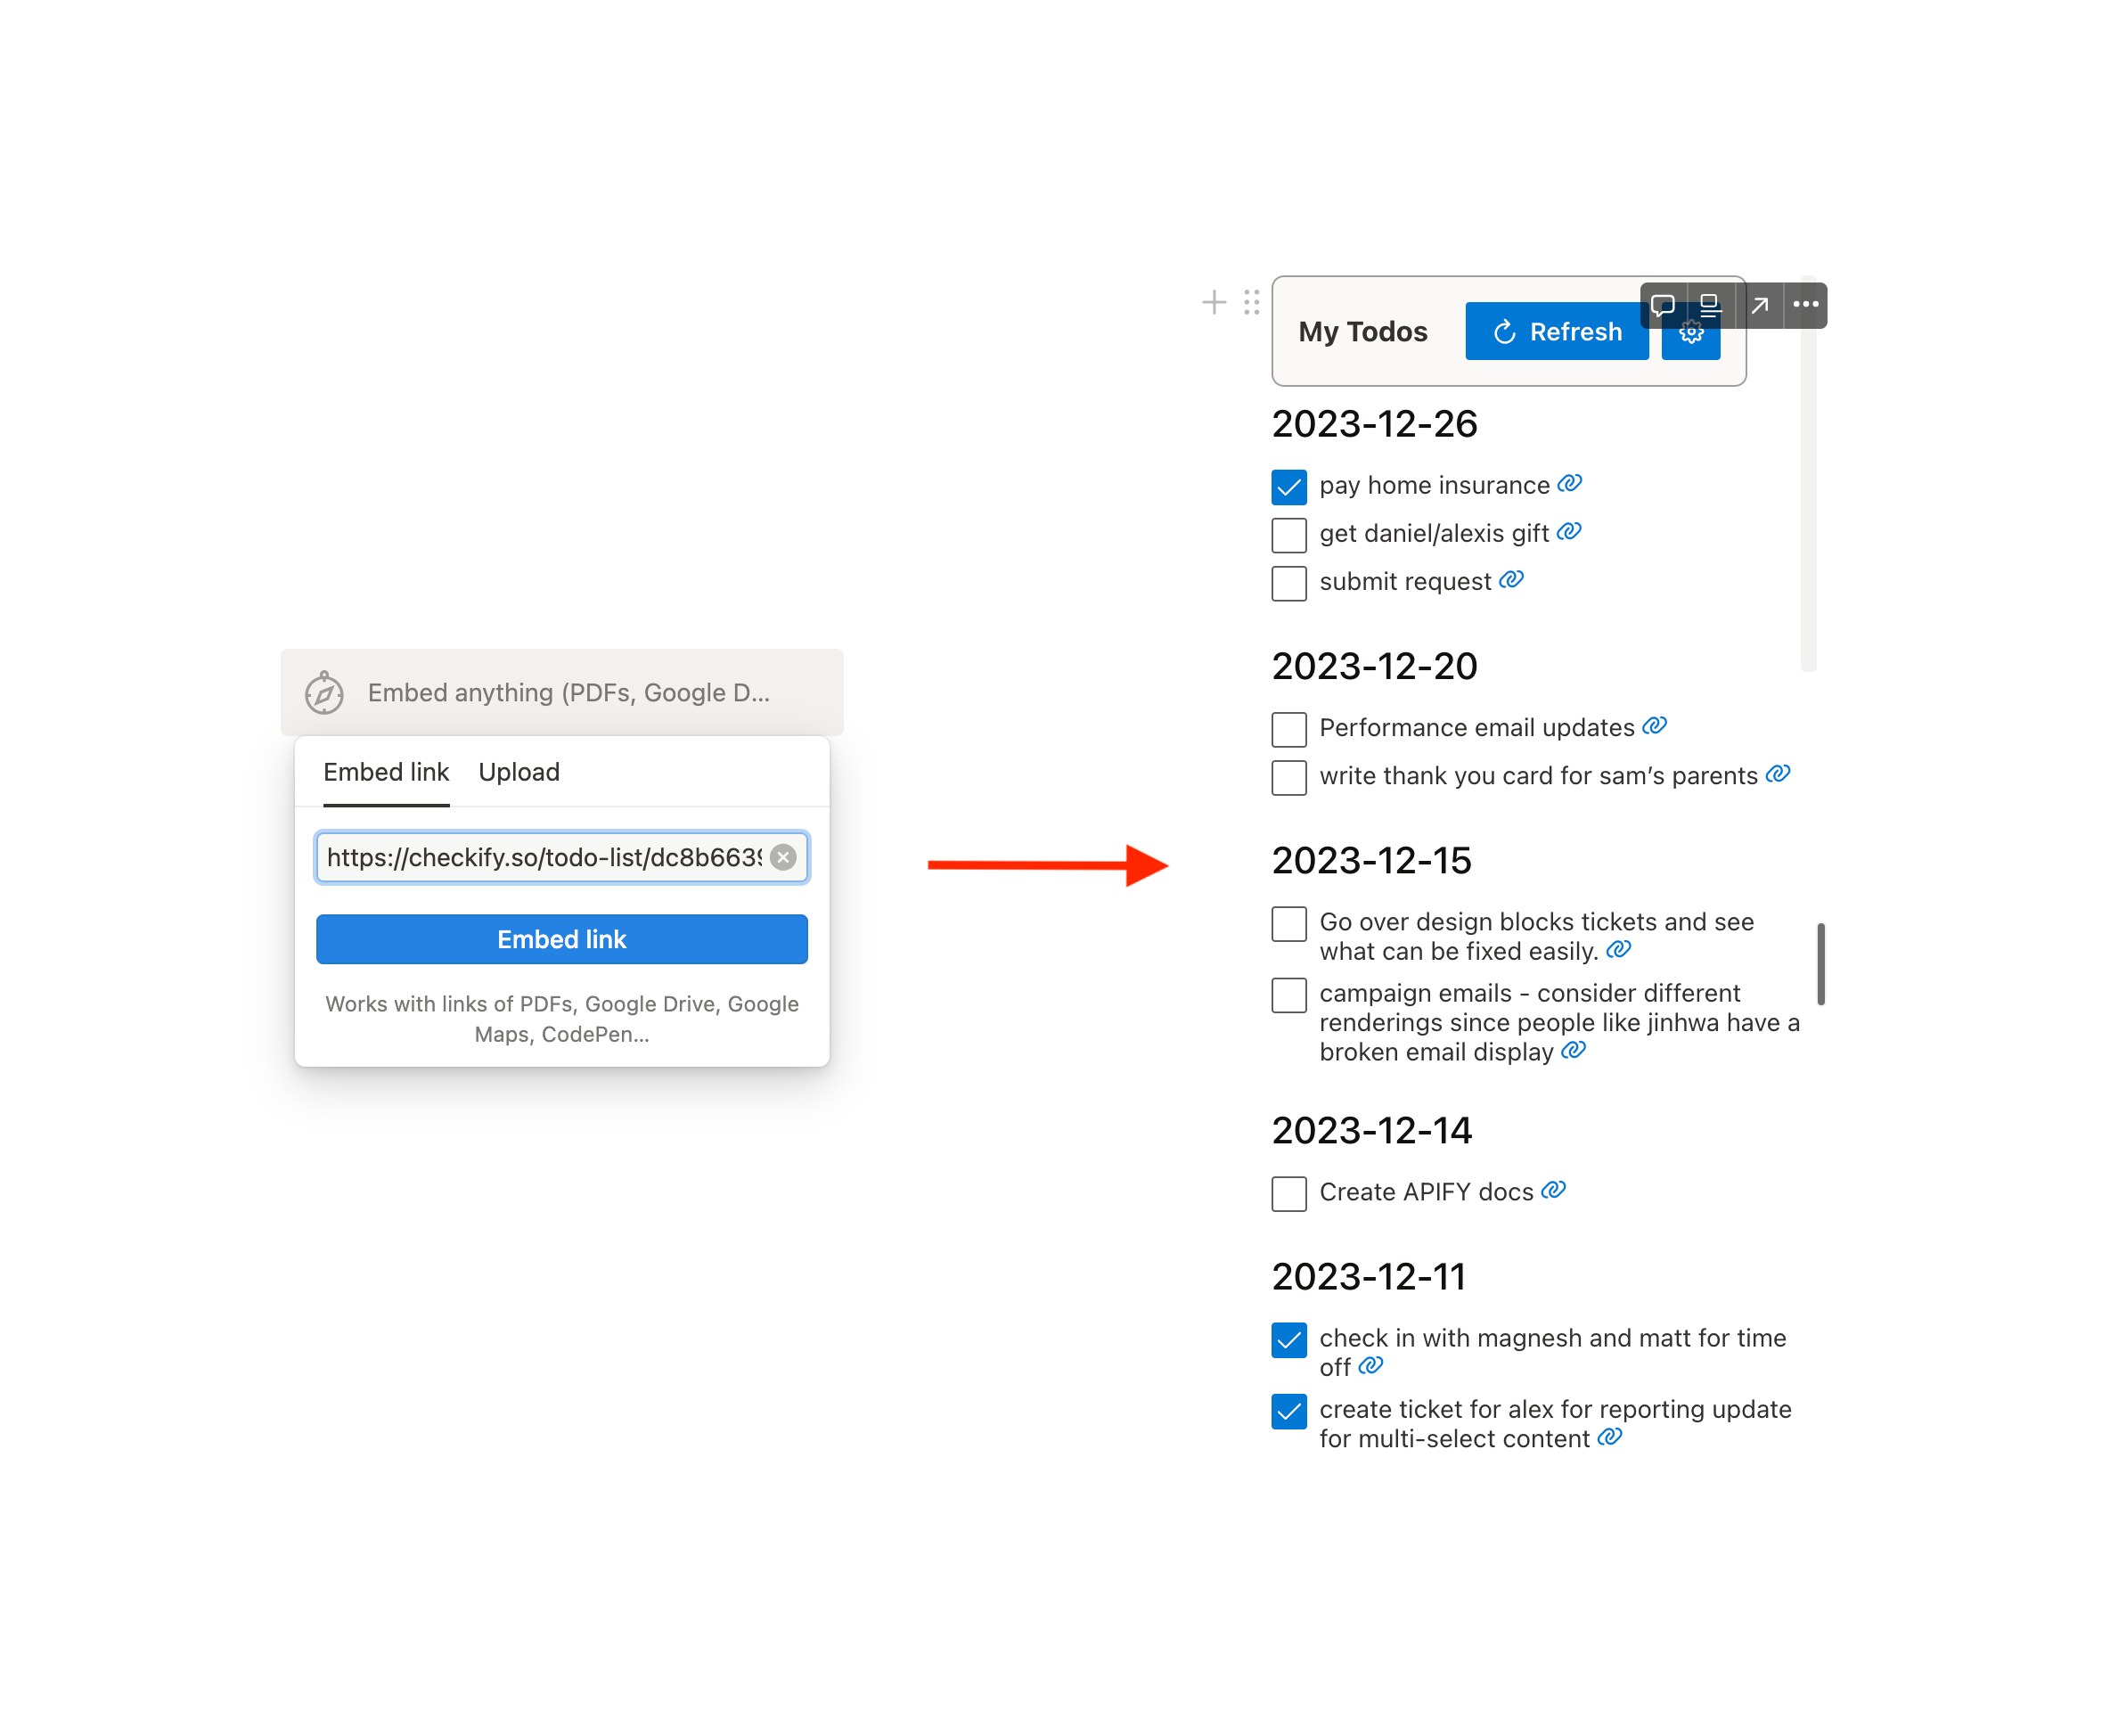 Embed anything (PDFs, Google D...
Embed link Upload
https://checkify.so/todo-list/dc8b6639
Embed link
Works with links of PDFs, Google Drive, Google
Maps, CodePen...
My Todos Refresh
2023-12-26
pay home insurance
get daniel/alexis gift
submit request
2023-12-20
Performance email updates
write thank you card for sam’s parents
2023-12-15
Go over design blocks tickets and see
what can be fixed easily.
campaign emails - consider different
renderings since people like jinhwa have a
broken email display
2023-12-14
Create APIFY docs
2023-12-11
check in with magnesh and matt for time
off
create ticket for alex for reporting update
for multi-select content